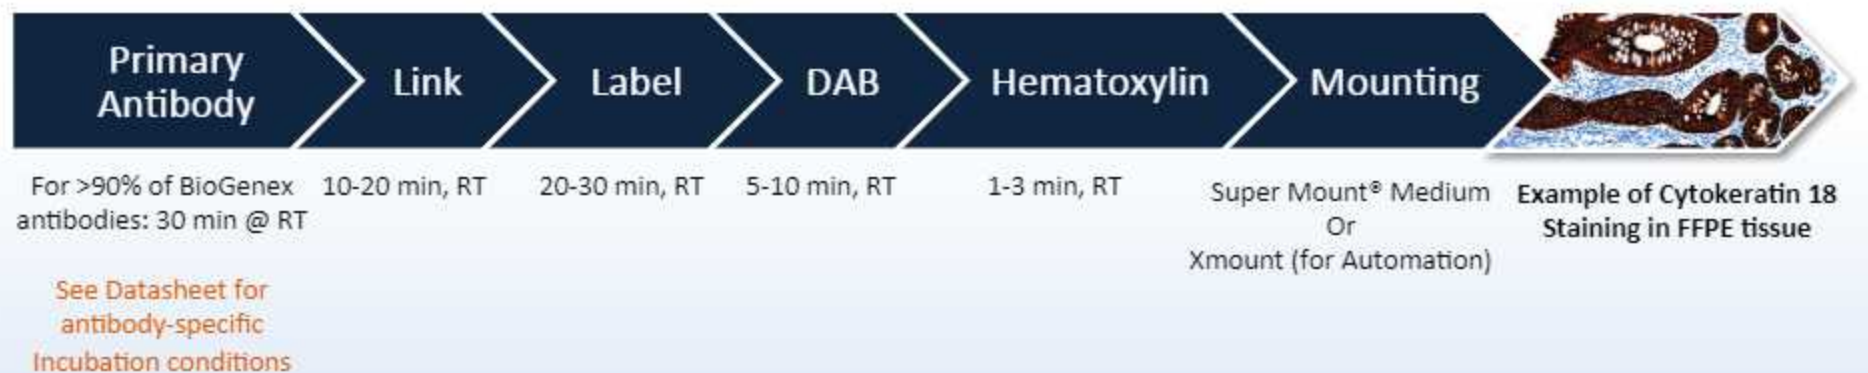 Primary
Antibody
Link
Label
DAB
Hematoxylin
Mounting
For >90% of BioGenex
antibodies: 30 min @ RT
See Datasheet for
antibody-specific
Incubation conditions
10-20 min, RT
20-30 min, RT
5-10 min, RT
1-3 min, RT
Super Mount® Medium
Or
Xmount (for Automation)
Example of Cytokeratin 18
Staining in FFPE tissue